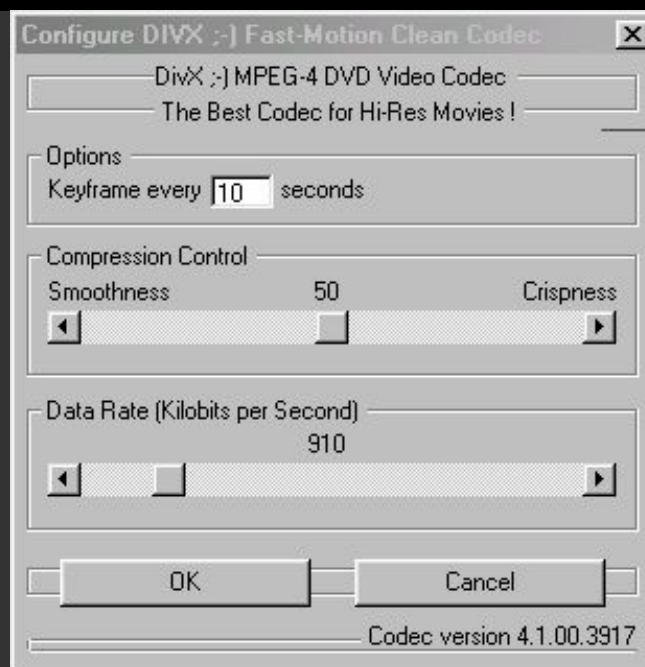 Configure DIVX ;-) Fast-Motion Clean Codec
DivX ;-) MPEG-4 DVD Video Codec
The Best Codec for Hi-Res Movies !
Options
Keyframe every 10 seconds
Compression Control
Smoothness 50 Crispness
Data Rate (Kilobits per Second)
910
OK Cancel
Codec version 4.1.00.3917